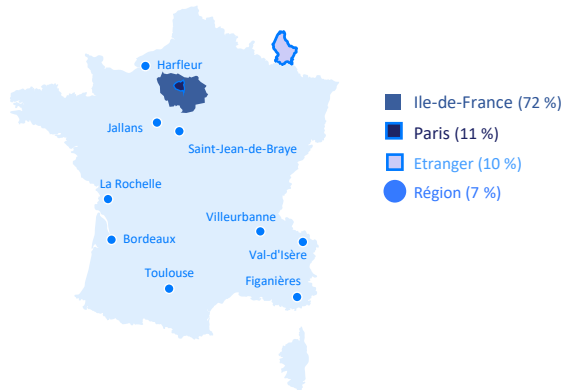 Harfleur
Jallans
Saint-Jean-de-Braye
La Rochelle
Villeurbanne
Bordeaux
Val-d'Isère
Toulouse
Figanières
Ile-de-France (72 %)
Paris (11 %)
Etranger (10 %)
Région (7 %)